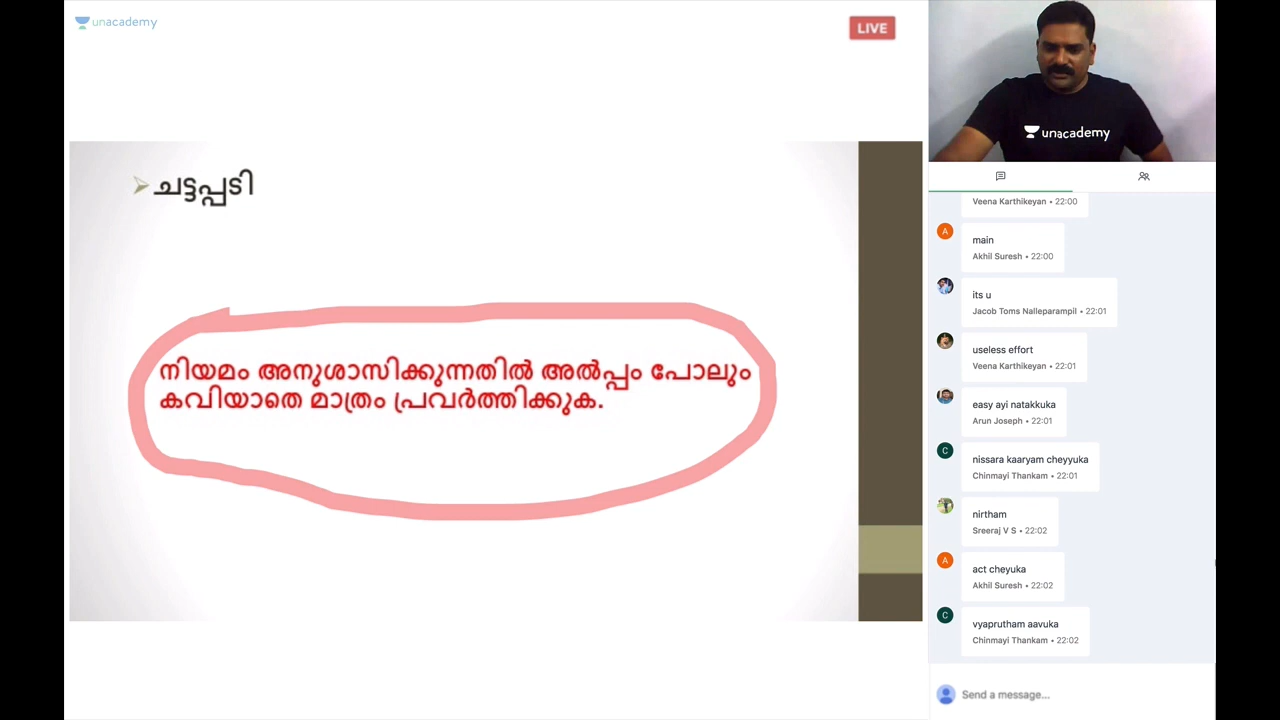 unacademy
LIVE
ചട്ടപ്പടി
നിയമം അനുശാസിക്കുന്നതിൽ അൽപ്പം പോലും
കവിയാതെ മാത്രം പ്രവർത്തിക്കുക.
unacademy
Veena Karthikeyan • 22:00
A
main
Akhil Suresh • 22:00
its u
Jacob Toms Nalleparampil • 22:01
useless effort
Veena Karthikeyan • 22:01
easy ayi natakkuka
Arun Joseph • 22:01
C
nissara kaaryam cheyyuka
Chinmayi Thankam • 22:01
nirtham
Sreeraj V S • 22:02
A
act cheyuka
Akhil Suresh • 22:02
C
vyaprutham aavuka
Chinmayi Thankam • 22:02
Send a message...